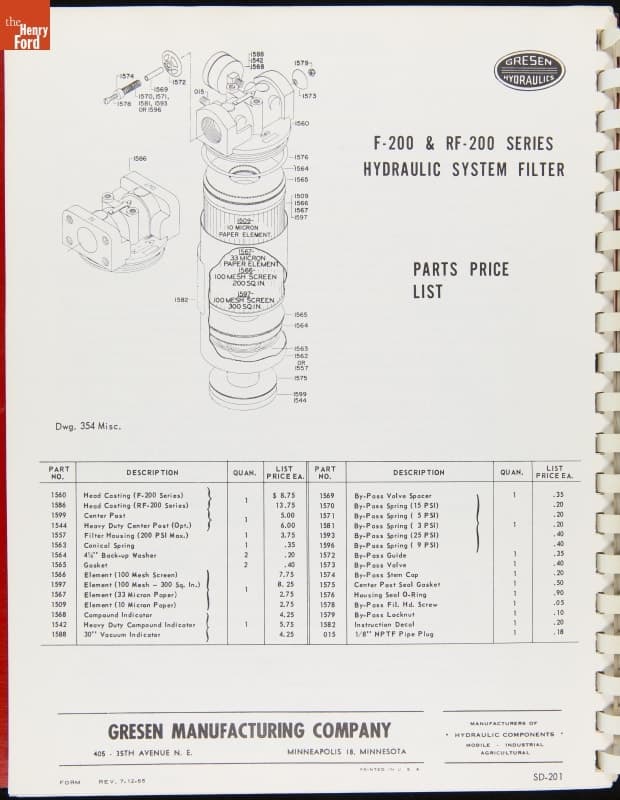 the
Henry
Ford
GRESEN
HYDRAULICS
F-200 & RF-200 SERIES
HYDRAULIC SYSTEM FILTER
PARTS PRICE
LIST
1574
1578
1569
1570, 1571,
1581, 1593
OR 1596
1572
015
1588
1542
1568
1579
1573
1560
1586
1576
1564
1565
1509
1566
1567
1597
1509-
10 MICRON
PAPER ELEMENT
1567-
33 MICRON
PAPER ELEMENT
1566-
100 MESH SCREEN
200 SQ. IN.
1597-
100 MESH SCREEN
300 SQ. IN.
1582
1565
1564
1563
1562
OR
1557
1575
1599
1544
Dwg. 354 Misc.
PART NO. DESCRIPTION QUAN. LIST PRICE EA. PART NO. DESCRIPTION QUAN. LIST PRICE EA.
1560 Head Casting (F-200 Series) 1 $ 8.75 1569 By-Pass Valve Spacer 1 .35
1586 Head Casting (RF-200 Series) 13.75 1570 By-Pass Spring (15 PSI) .20
1599 Center Post 1 5.00 1571 By-Pass Spring ( 5 PSI) .20
1544 Heavy Duty Center Post (Opt.) 6.00 1581 By-Pass Spring ( 3 PSI) 1 .20
1557 Filter Housing (200 PSI Max.) 1 3.75 1593 By-Pass Spring (25 PSI) .40
1563 Conical Spring 1 .35 1596 By-Pass Spring ( 9 PSI) .40
1564 4⅛" Back-up Washer 2 .20 1572 By-Pass Guide 1 .35
1565 Gasket 2 .40 1573 By-Pass Valve 1 .40
1566 Element (100 Mesh Screen) 1 7.75 1574 By-Pass Stem Cap 1 .20
1597 Element (100 Mesh - 300 Sq. In.) 8.25 1575 Center Post Seal Gasket 1 .50
1567 Element (33 Micron Paper) 2.75 1576 Housing Seal O-Ring 1 .90
1509 Element (10 Micron Paper) 2.75 1578 By-Pass Fil. Hd. Screw 1 .05
1568 Compound Indicator 4.25 1579 By-Pass Locknut 1 .10
1542 Heavy Duty Compound Indicator 1 5.75 1582 Instruction Decal 1 .20
1588 30" Vacuum Indicator 4.25 015 1/8" NPTF Pipe Plug 1 .18
GRESEN MANUFACTURING COMPANY
405 - 35TH AVENUE N. E. MINNEAPOLIS 18, MINNESOTA
MANUFACTURERS OF
• HYDRAULIC COMPONENTS •
MOBILE - INDUSTRIAL
AGRICULTURAL
PRINTED IN U. S. A.
FORM REV. 7-12-65
SD-201